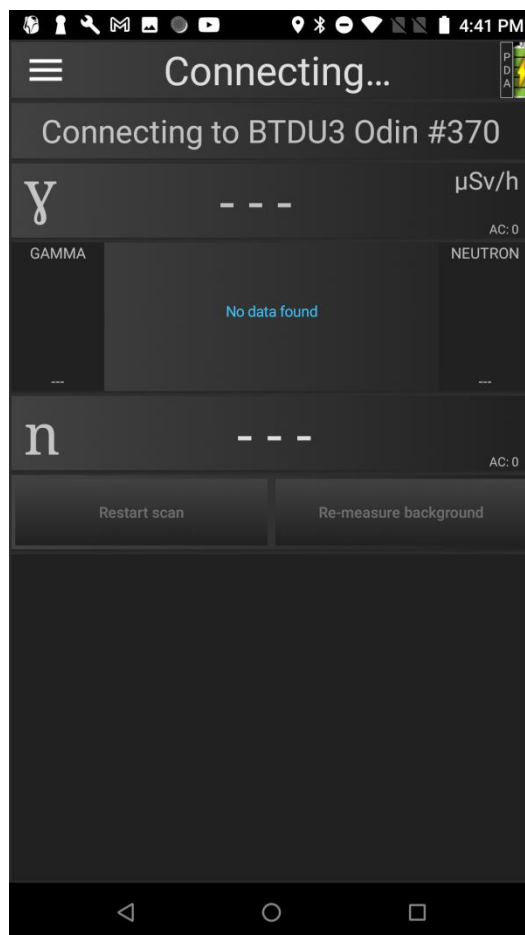 4:41 PM
Connecting...
PDA
Connecting to BTDU3 Odin #370
γ --- µSv/h
AC: 0
GAMMA
NEUTRON
No data found
---
---
n ---
AC: 0
Restart scan
Re-measure background